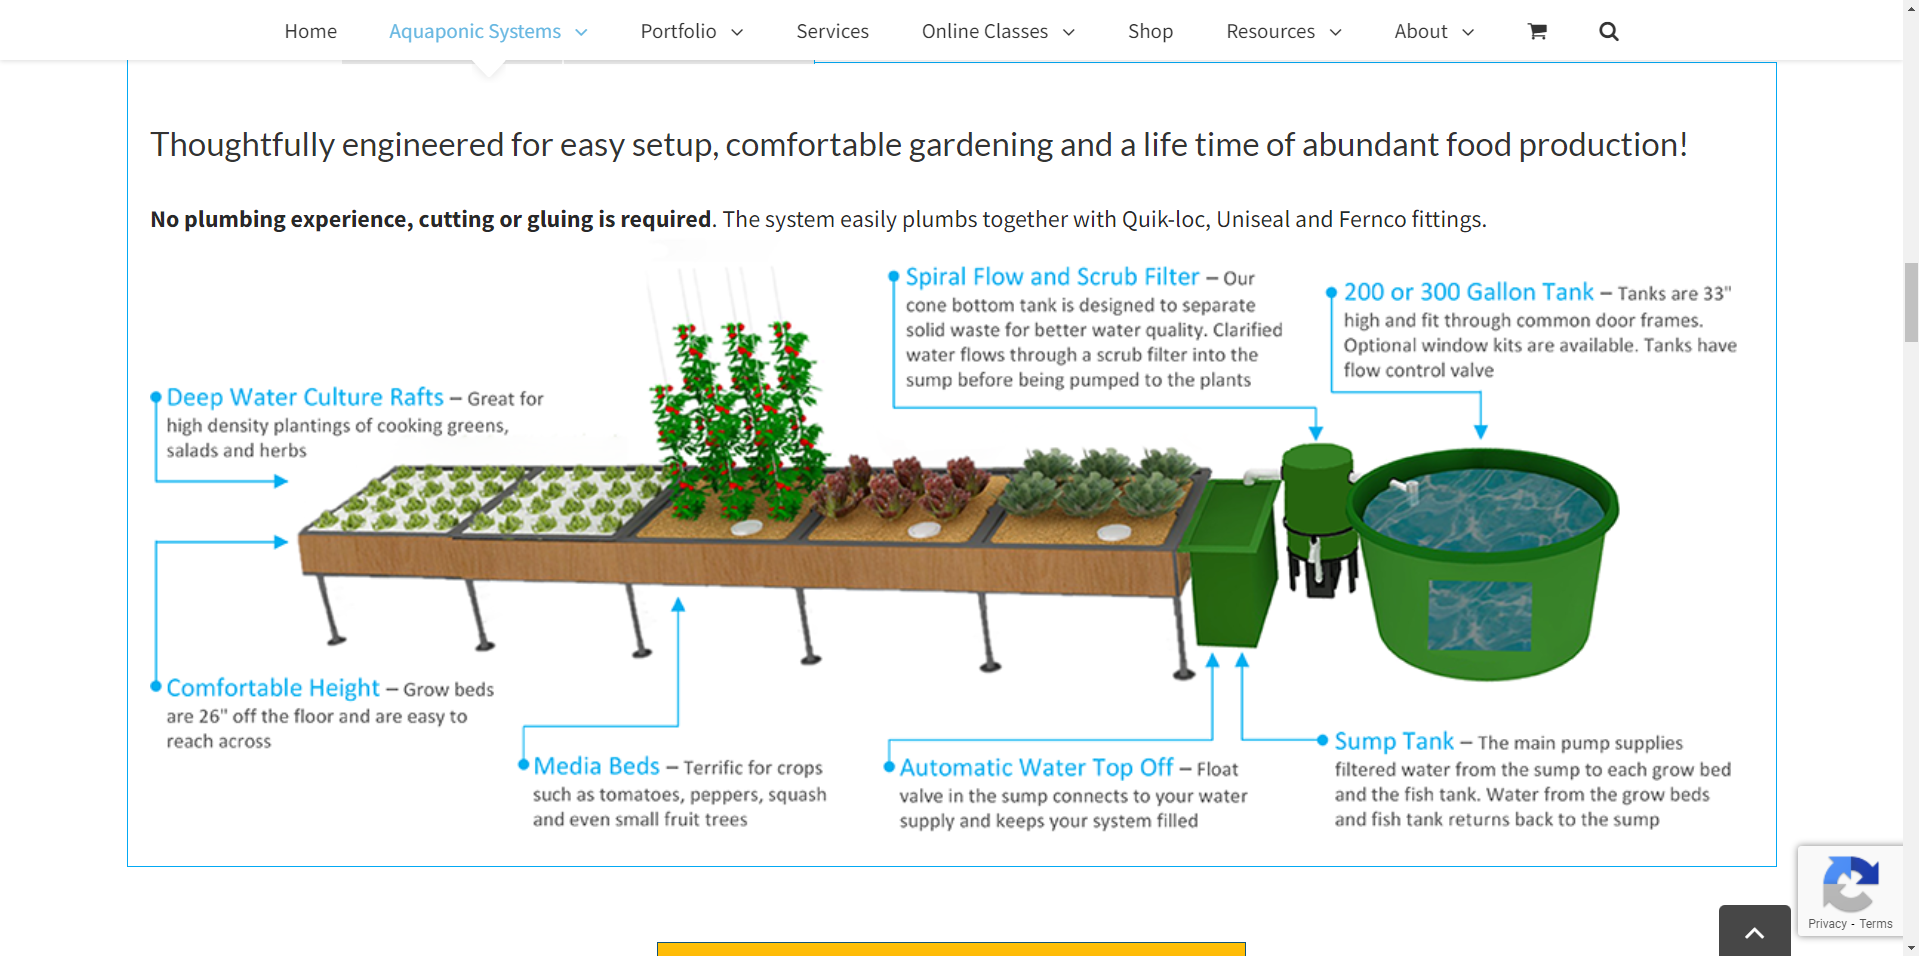 Home Aquaponic Systems Portfolio Services Online Classes Shop Resources About
Thoughtfully engineered for easy setup, comfortable gardening and a life time of abundant food production!
No plumbing experience, cutting or gluing is required. The system easily plumbs together with Quik-loc, Uniseal and Fernco fittings.
Spiral Flow and Scrub Filter – Our
cone bottom tank is designed to separate
solid waste for better water quality. Clarified
water flows through a scrub filter into the
sump before being pumped to the plants
200 or 300 Gallon Tank – Tanks are 33"
high and fit through common door frames.
Optional window kits are available. Tanks have
flow control valve
Deep Water Culture Rafts – Great for
high density plantings of cooking greens,
salads and herbs
Comfortable Height – Grow beds
are 26" off the floor and are easy to
reach across
Media Beds – Terrific for crops
such as tomatoes, peppers, squash
and even small fruit trees
Automatic Water Top Off – Float
valve in the sump connects to your water
supply and keeps your system filled
Sump Tank – The main pump supplies
filtered water from the sump to each grow bed
and the fish tank. Water from the grow beds
and fish tank returns back to the sump
Privacy - Terms